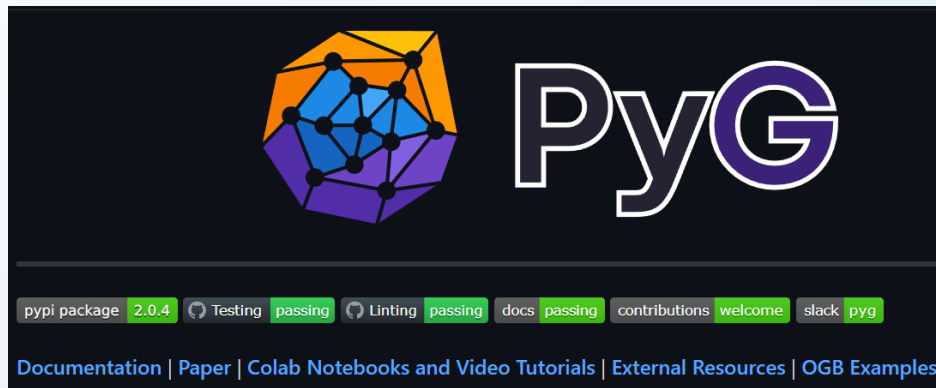 PyG
pypi package 2.0.4 Testing passing Linting passing docs passing contributions welcome slack pyg
Documentation | Paper | Colab Notebooks and Video Tutorials | External Resources | OGB Examples